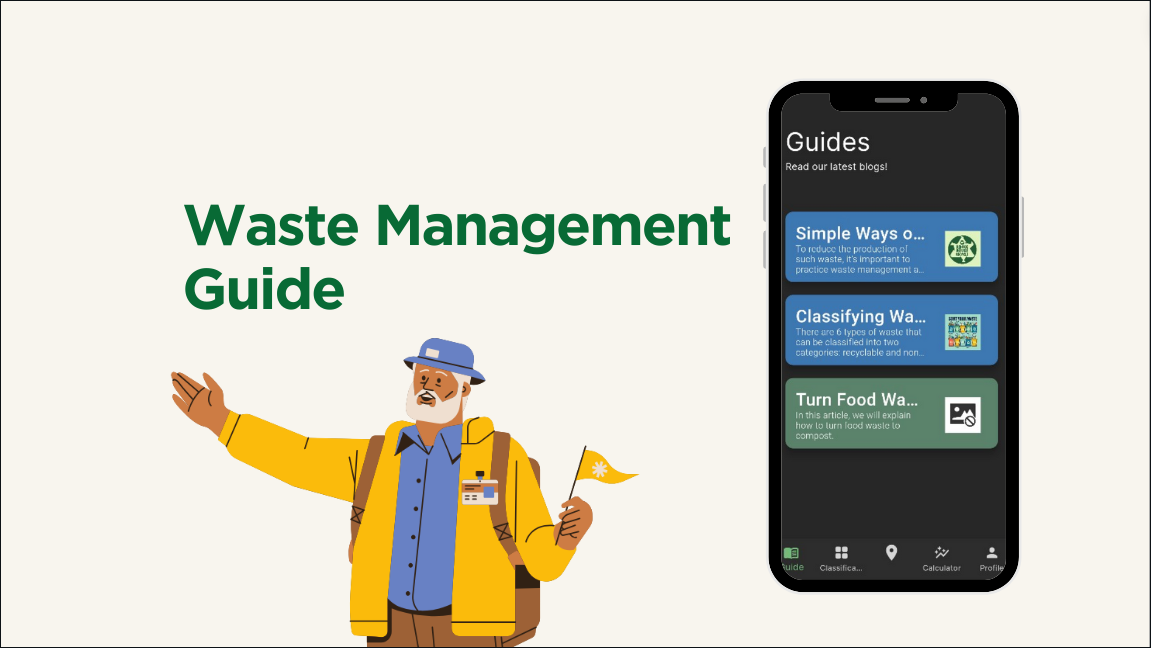 Waste Management
Guide
Guides
Read our latest blogs!
Simple Ways o...
To reduce the production of
such waste, it's important to
practice waste management a...
Classifying Wa...
There are 6 types of waste that
can be classified into two
categories: recyclable and non...
Turn Food Wa...
In this article, we will explain
how to turn food waste to
compost.
uide
Classifica...
Calculator
Profile